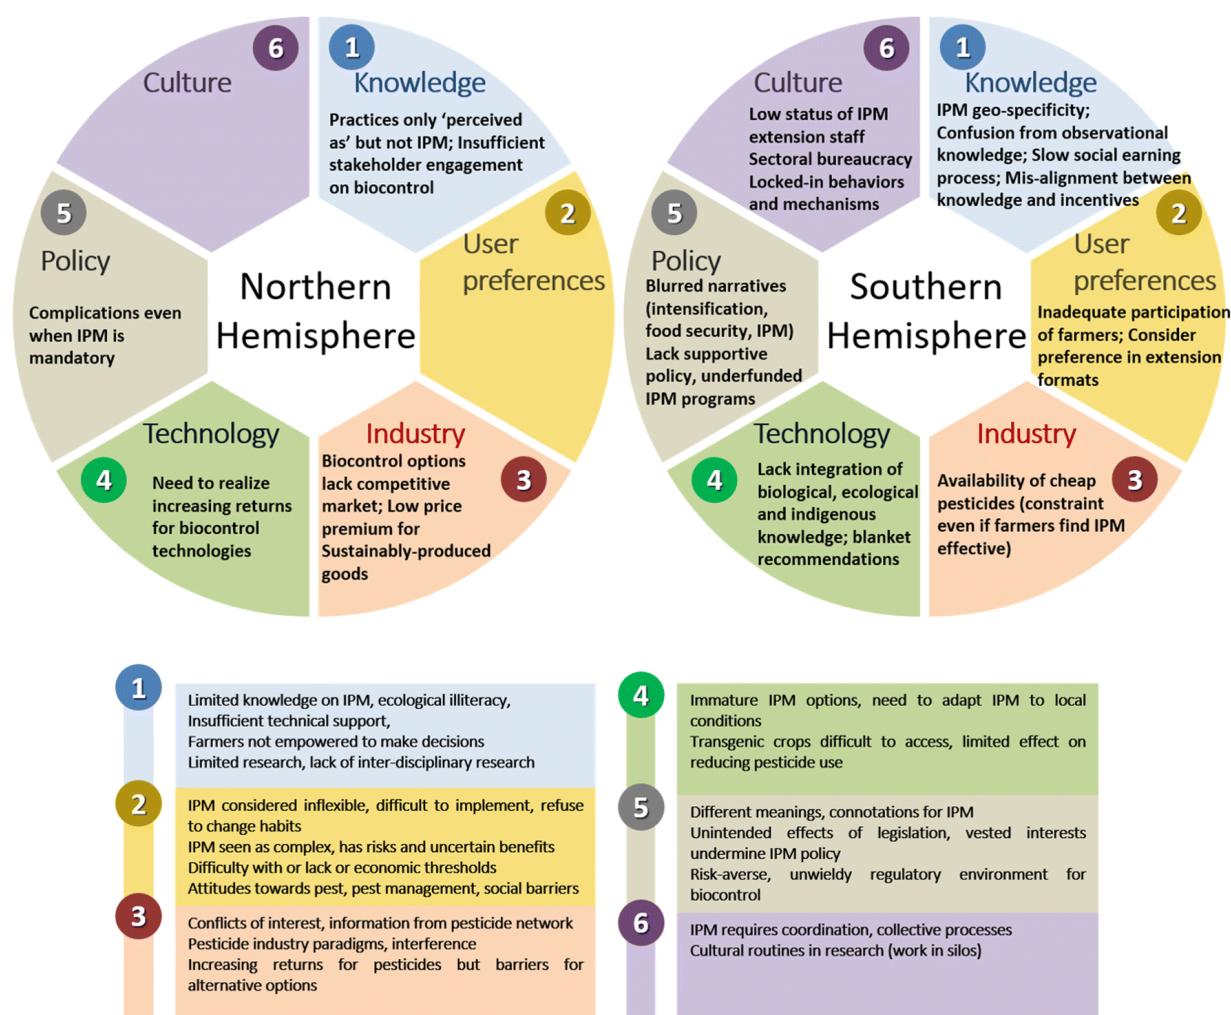 6
Culture
1
Knowledge
Practices only ‘perceived
as’ but not IPM; Insufficient
stakeholder engagement
on biocontrol
2
User
preferences
3
Industry
Biocontrol options
lack competitive
market; Low price
premium for
Sustainably-produced
goods
4
Technology
Need to realize
increasing returns
for biocontrol
technologies
5
Policy
Complications even
when IPM is
mandatory
Northern
Hemisphere
6
Culture
Low status of IPM
extension staff
Sectoral bureaucracy
Locked-in behaviors
and mechanisms
1
Knowledge
IPM geo-specificity;
Confusion from observational
knowledge; Slow social earning
process; Mis-alignment between
knowledge and incentives
2
User
preferences
Inadequate participation
of farmers; Consider
preference in extension
formats
3
Industry
Availability of cheap
pesticides (constraint
even if farmers find IPM
effective)
4
Technology
Lack integration of
biological, ecological
and indigenous
knowledge; blanket
recommendations
5
Policy
Blurred narratives
(intensification,
food security, IPM)
Lack supportive
policy, underfunded
IPM programs
Southern
Hemisphere
1
Limited knowledge on IPM, ecological illiteracy,
Insufficient technical support,
Farmers not empowered to make decisions
Limited research, lack of inter-disciplinary research
2
IPM considered inflexible, difficult to implement, refuse
to change habits
IPM seen as complex, has risks and uncertain benefits
Difficulty with or lack or economic thresholds
Attitudes towards pest, pest management, social barriers
3
Conflicts of interest, information from pesticide network
Pesticide industry paradigms, interference
Increasing returns for pesticides but barriers for
alternative options
4
Immature IPM options, need to adapt IPM to local
conditions
Transgenic crops difficult to access, limited effect on
reducing pesticide use
5
Different meanings, connotations for IPM
Unintended effects of legislation, vested interests
undermine IPM policy
Risk-averse, unwieldy regulatory environment for
biocontrol
6
IPM requires coordination, collective processes
Cultural routines in research (work in silos)